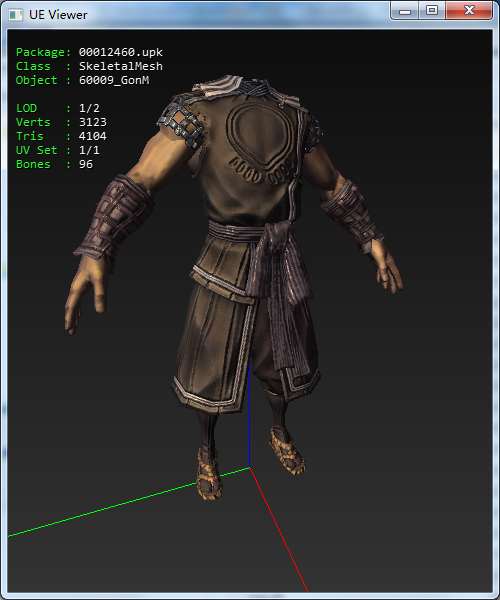 UE Viewer
Package: 00012460.upk
Class  : SkeletalMesh
Object : 60009_GonM
LOD    : 1/2
Verts  : 3123
Tris   : 4104
UV Set : 1/1
Bones  : 96